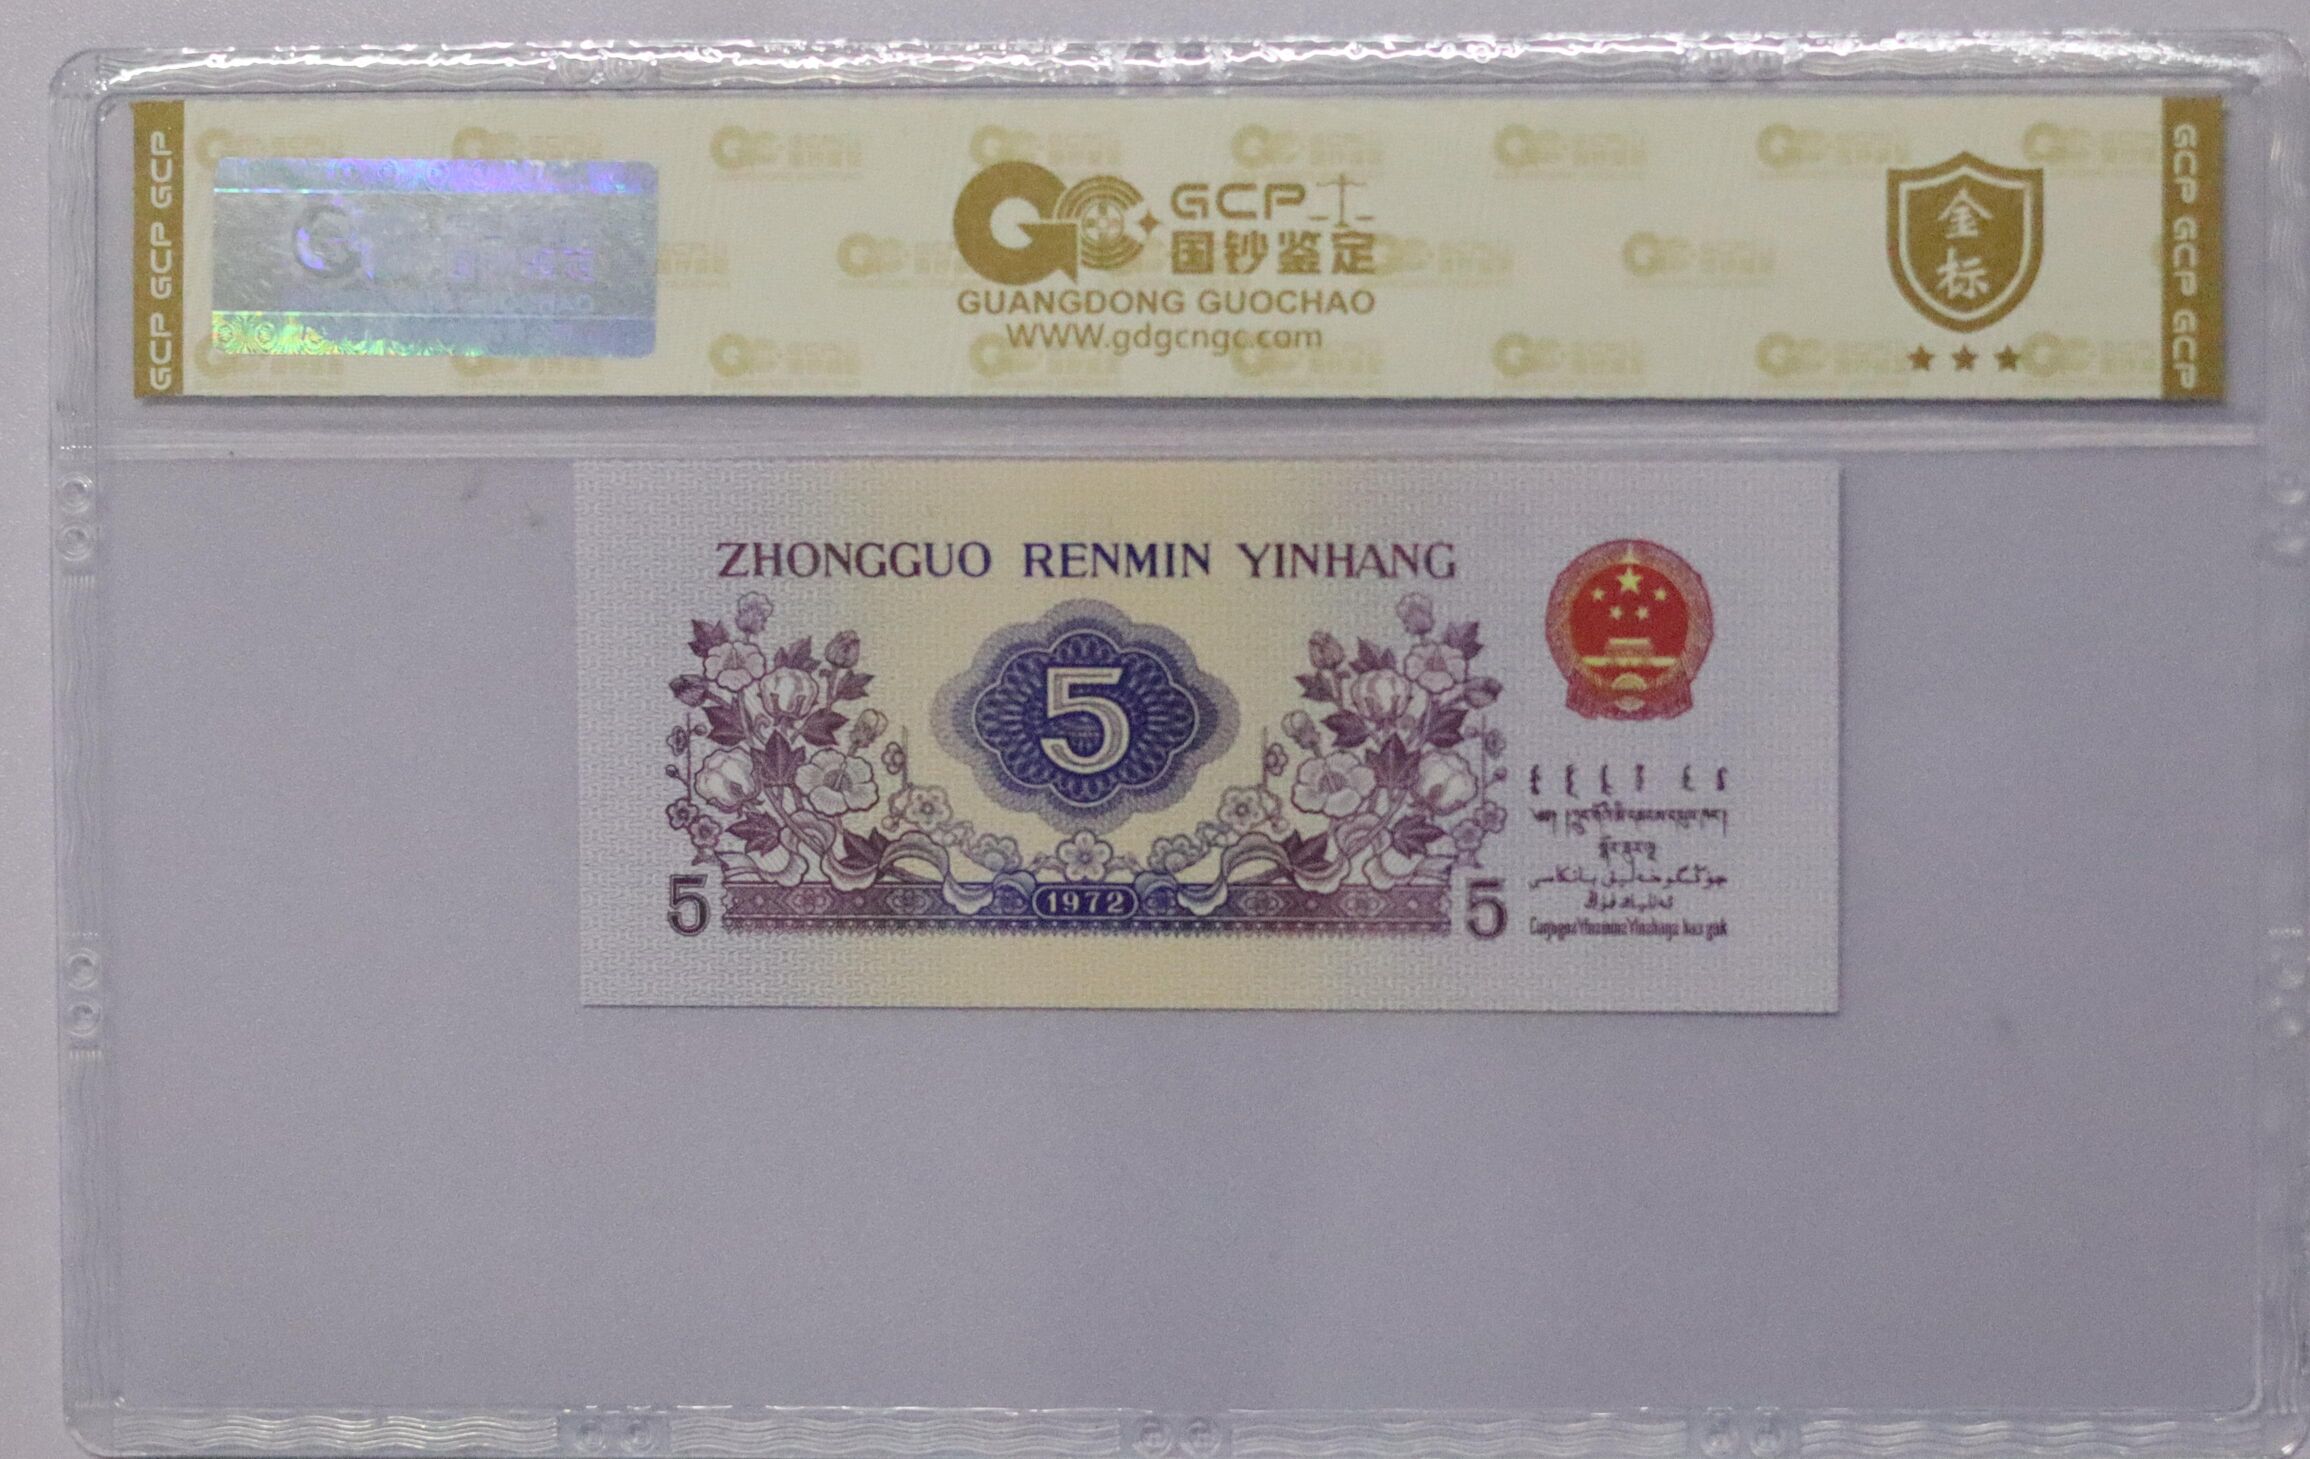 GCP GCP GCP
GCP
国钞鉴定
GUANGDONG GUOCHAO
WWW.gdgcngc.com
金
标
GCP GCP GCP
ZHONGGUO RENMIN YINHANG
5
5
1972
5